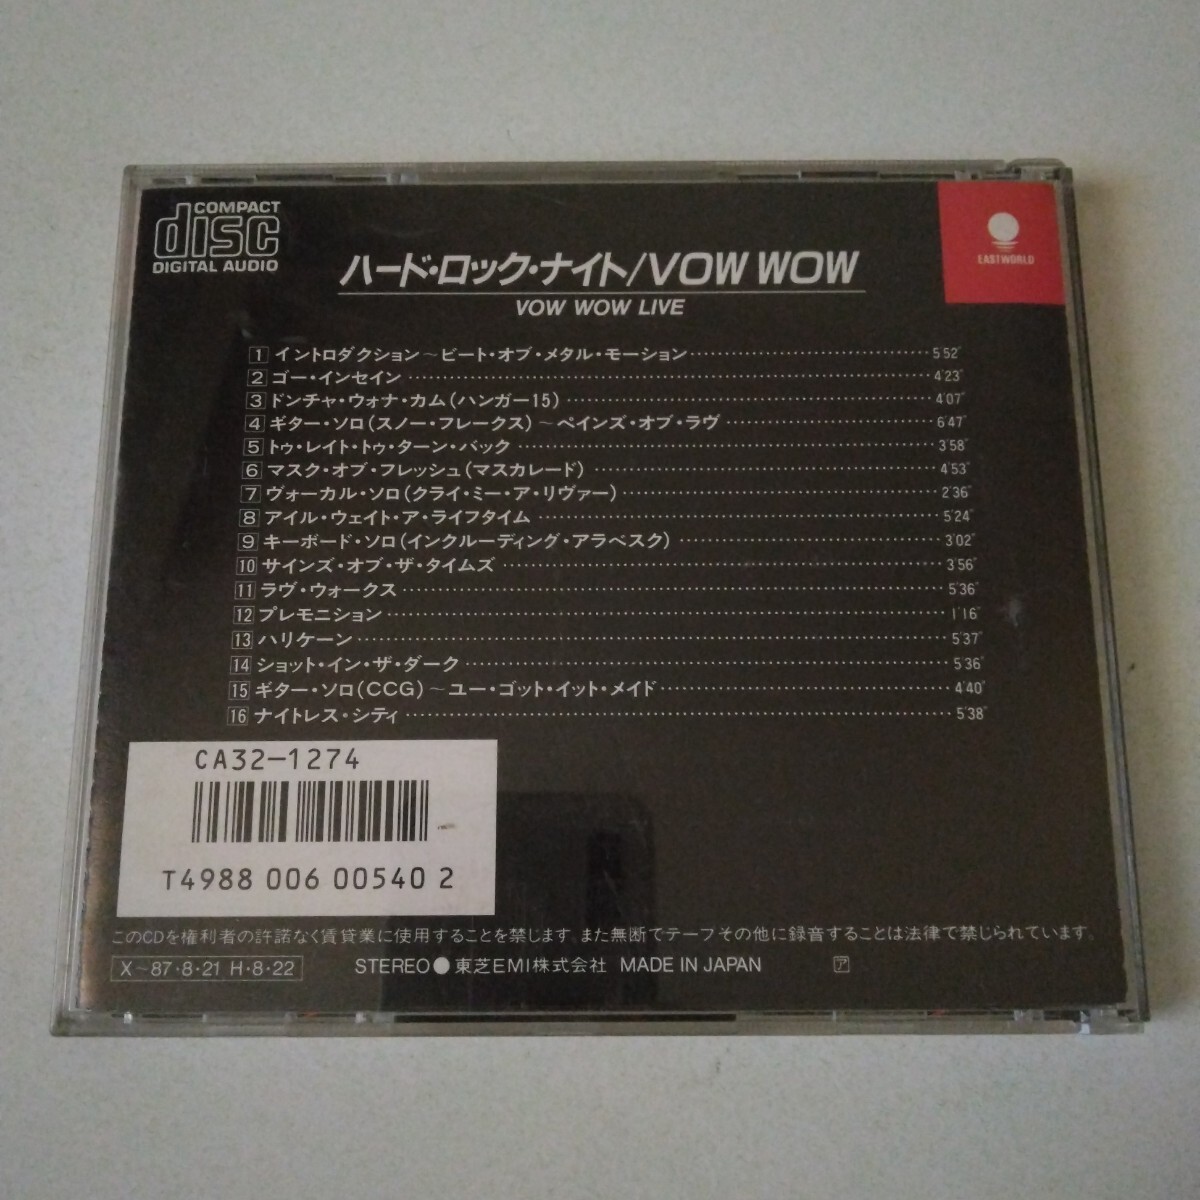 COMPACT
disc
DIGITAL AUDIO
ハード・ロック・ナイト/VOW WOW
VOW WOW LIVE
EASTWORLD
1 イントロダクション～ビート・オブ・メタル・モーション 5′52″
2 ゴー・インセイン 4′23″
3 ドンチャ・ウォナ・カム(ハンガー15) 4′07″
4 ギター・ソロ(スノー・フレークス)～ペインズ・オブ・ラヴ 6′47″
5 トゥ・レイト・トゥ・ターン・バック 3′58″
6 マスク・オブ・フレッシュ(マスカレード) 4′53″
7 ヴォーカル・ソロ(クライ・ミー・ア・リヴァー) 2′36″
8 アイル・ウェイト・ア・ライフタイム 5′24″
9 キーボード・ソロ(インクルーディング・アラベスク) 3′02″
10 サインズ・オブ・ザ・タイムズ 3′56″
11 ラヴ・ウォークス 5′36″
12 プレモニション 1′16″
13 ハリケーン 5′37″
14 ショット・イン・ザ・ダーク 5′36″
15 ギター・ソロ(CCG)～ユー・ゴット・イット・メイド 4′40″
16 ナイトレス・シティ 5′38″
CA32-1274
T4988 006 00540 2
このCDを権利者の許諾なく賃貸業に使用することを禁じます。また無断でテープその他に録音することは法律で禁じられています。
X～87・8・21 H・8・22
STEREO●東芝EMI株式会社 MADE IN JAPAN ア